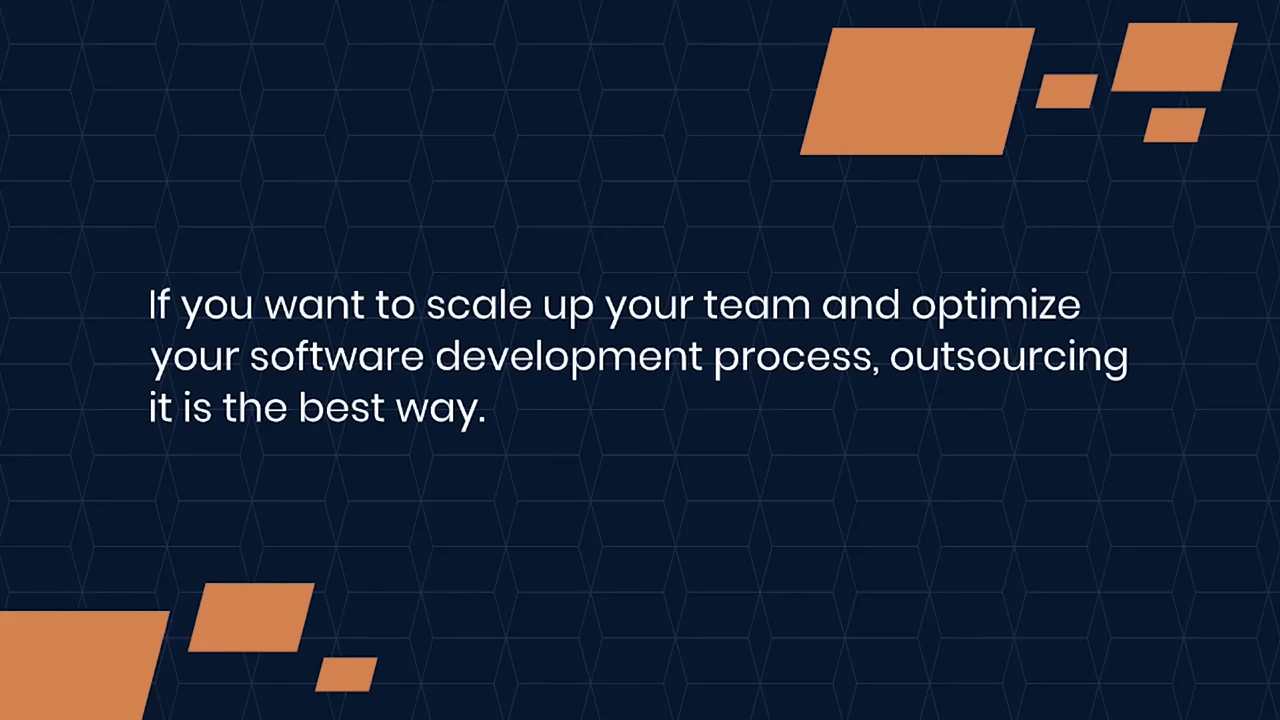 If you want to scale up your team and optimize
your software development process, outsourcing
it is the best way.